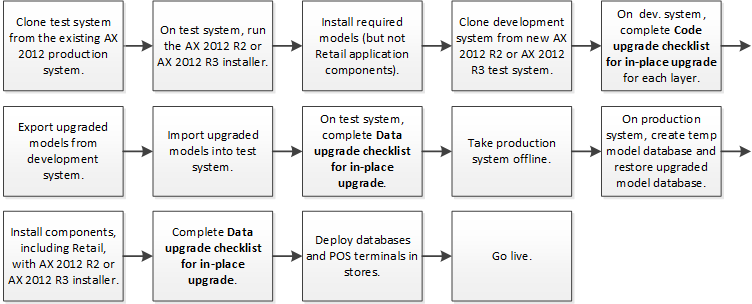 Clone test system
from the existing AX
2012 production
system.
On test system, run
the AX 2012 R2 or
AX 2012 R3 installer.
Install required
models (but not
Retail application
components).
Clone development
system from new AX
2012 R2 or AX 2012
R3 test system.
On dev. system,
complete Code
upgrade checklist
for in-place upgrade
for each layer.
Export upgraded
models from
development
system.
Import upgraded
models into test
system.
On test system,
complete Data
upgrade checklist
for in-place
upgrade.
Take production
system offline.
On production
system, create temp
model database and
restore upgraded
model database.
Install components,
including Retail,
with AX 2012 R2 or
AX 2012 R3 installer.
Complete Data
upgrade checklist
for in-place
upgrade.
Deploy databases
and POS terminals in
stores.
Go live.